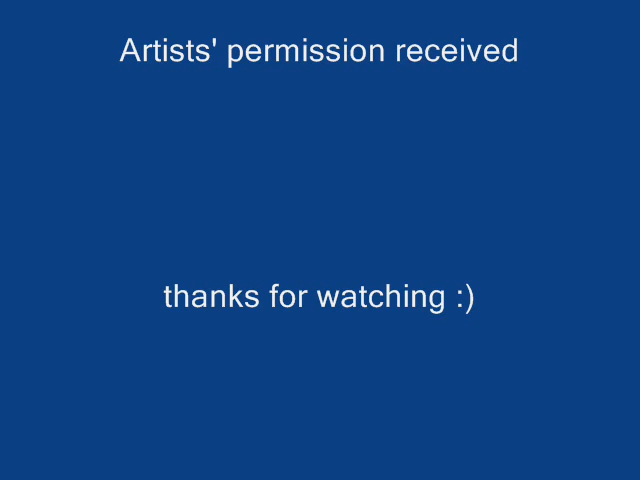 Artists' permission received
thanks for watching :)